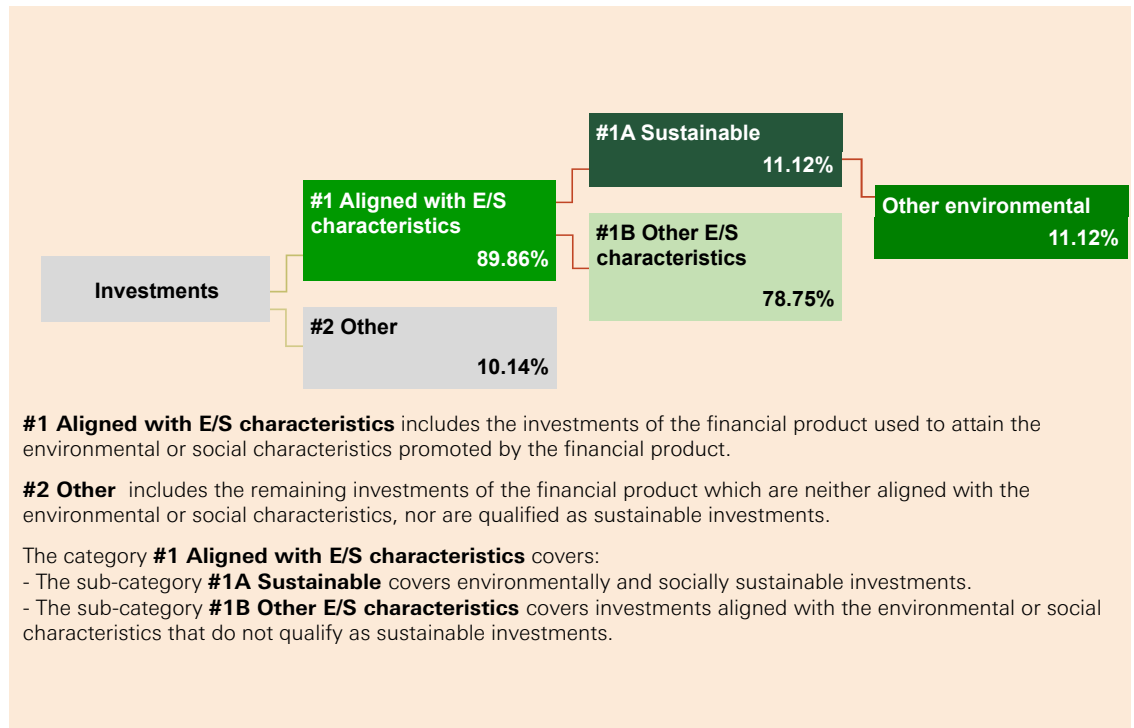 #1A Sustainable
11.12%
#1 Aligned with E/S
characteristics
89.86%
Other environmental
11.12%
#1B Other E/S
characteristics
78.75%
Investments
#2 Other
10.14%
#1 Aligned with E/S characteristics includes the investments of the financial product used to attain the
environmental or social characteristics promoted by the financial product.
#2 Other includes the remaining investments of the financial product which are neither aligned with the
environmental or social characteristics, nor are qualified as sustainable investments.
The category #1 Aligned with E/S characteristics covers:
- The sub-category #1A Sustainable covers environmentally and socially sustainable investments.
- The sub-category #1B Other E/S characteristics covers investments aligned with the environmental or social
characteristics that do not qualify as sustainable investments.